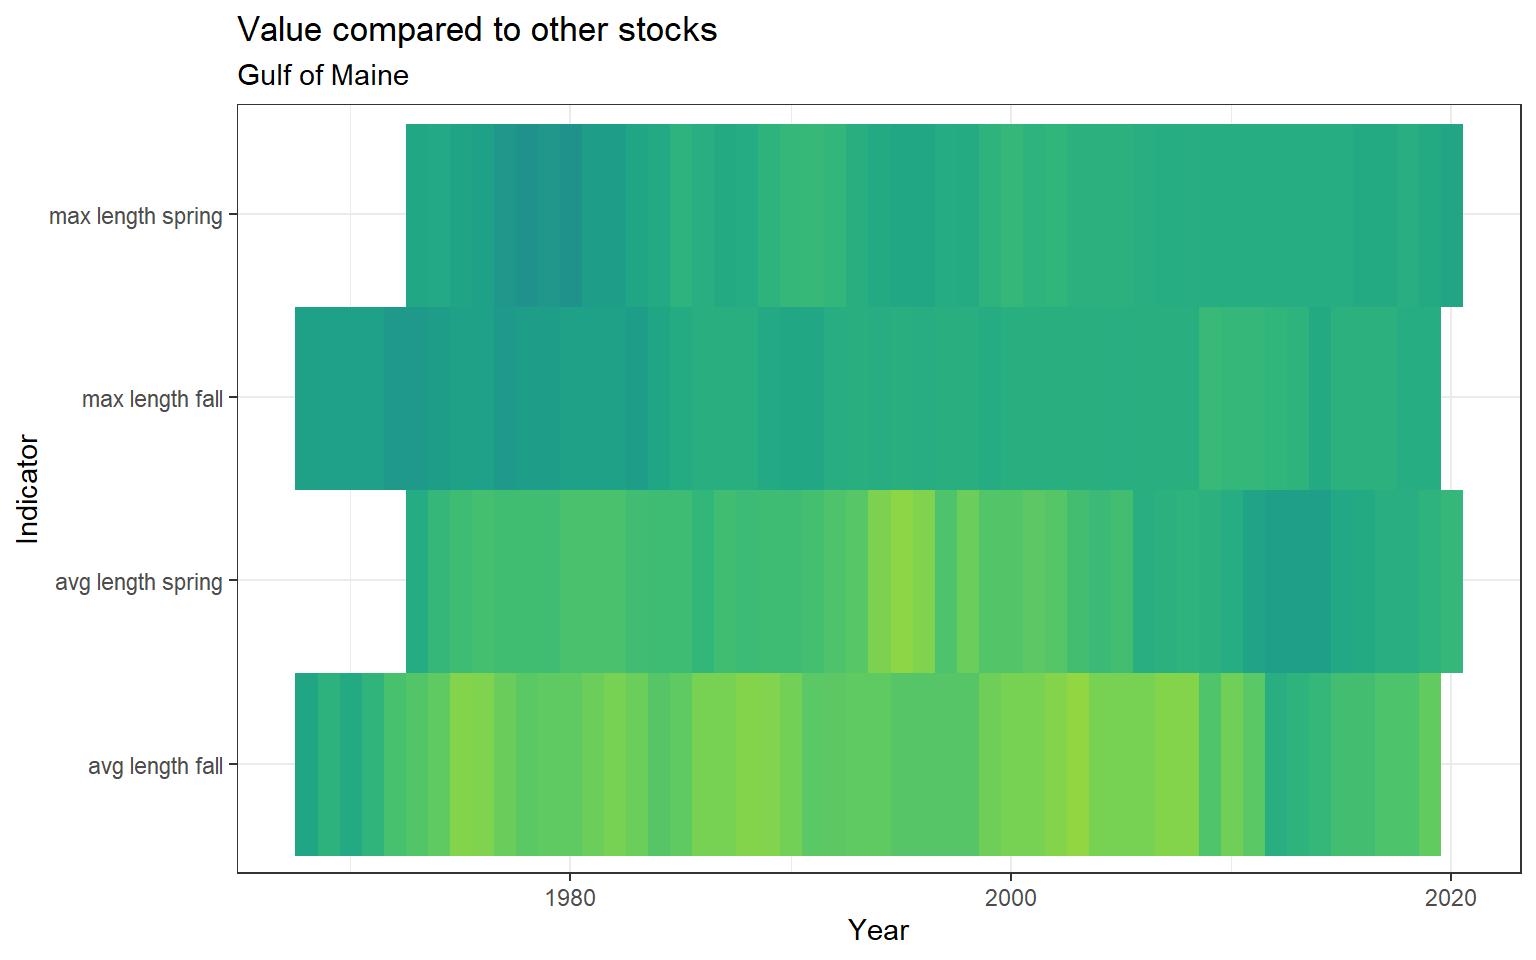 Value compared to other stocks
Gulf of Maine
max length spring
max length fall
avg length spring
avg length fall
Indicator
1980
2000
2020
Year